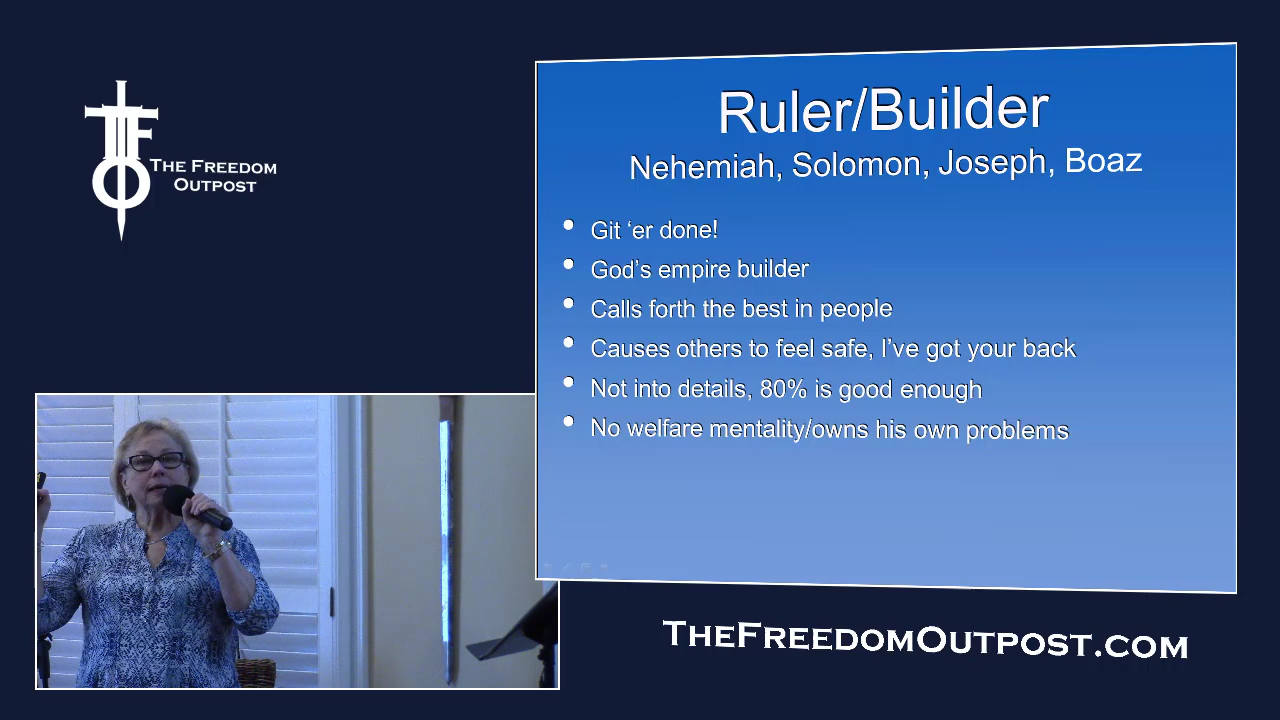 TFO
The Freedom
Outpost
Ruler/Builder
Nehemiah, Solomon, Joseph, Boaz
• Git ‘er done!
• God’s empire builder
• Calls forth the best in people
• Causes others to feel safe, I’ve got your back
• Not into details, 80% is good enough
• No welfare mentality/owns his own problems
TheFreedomOutpost.com